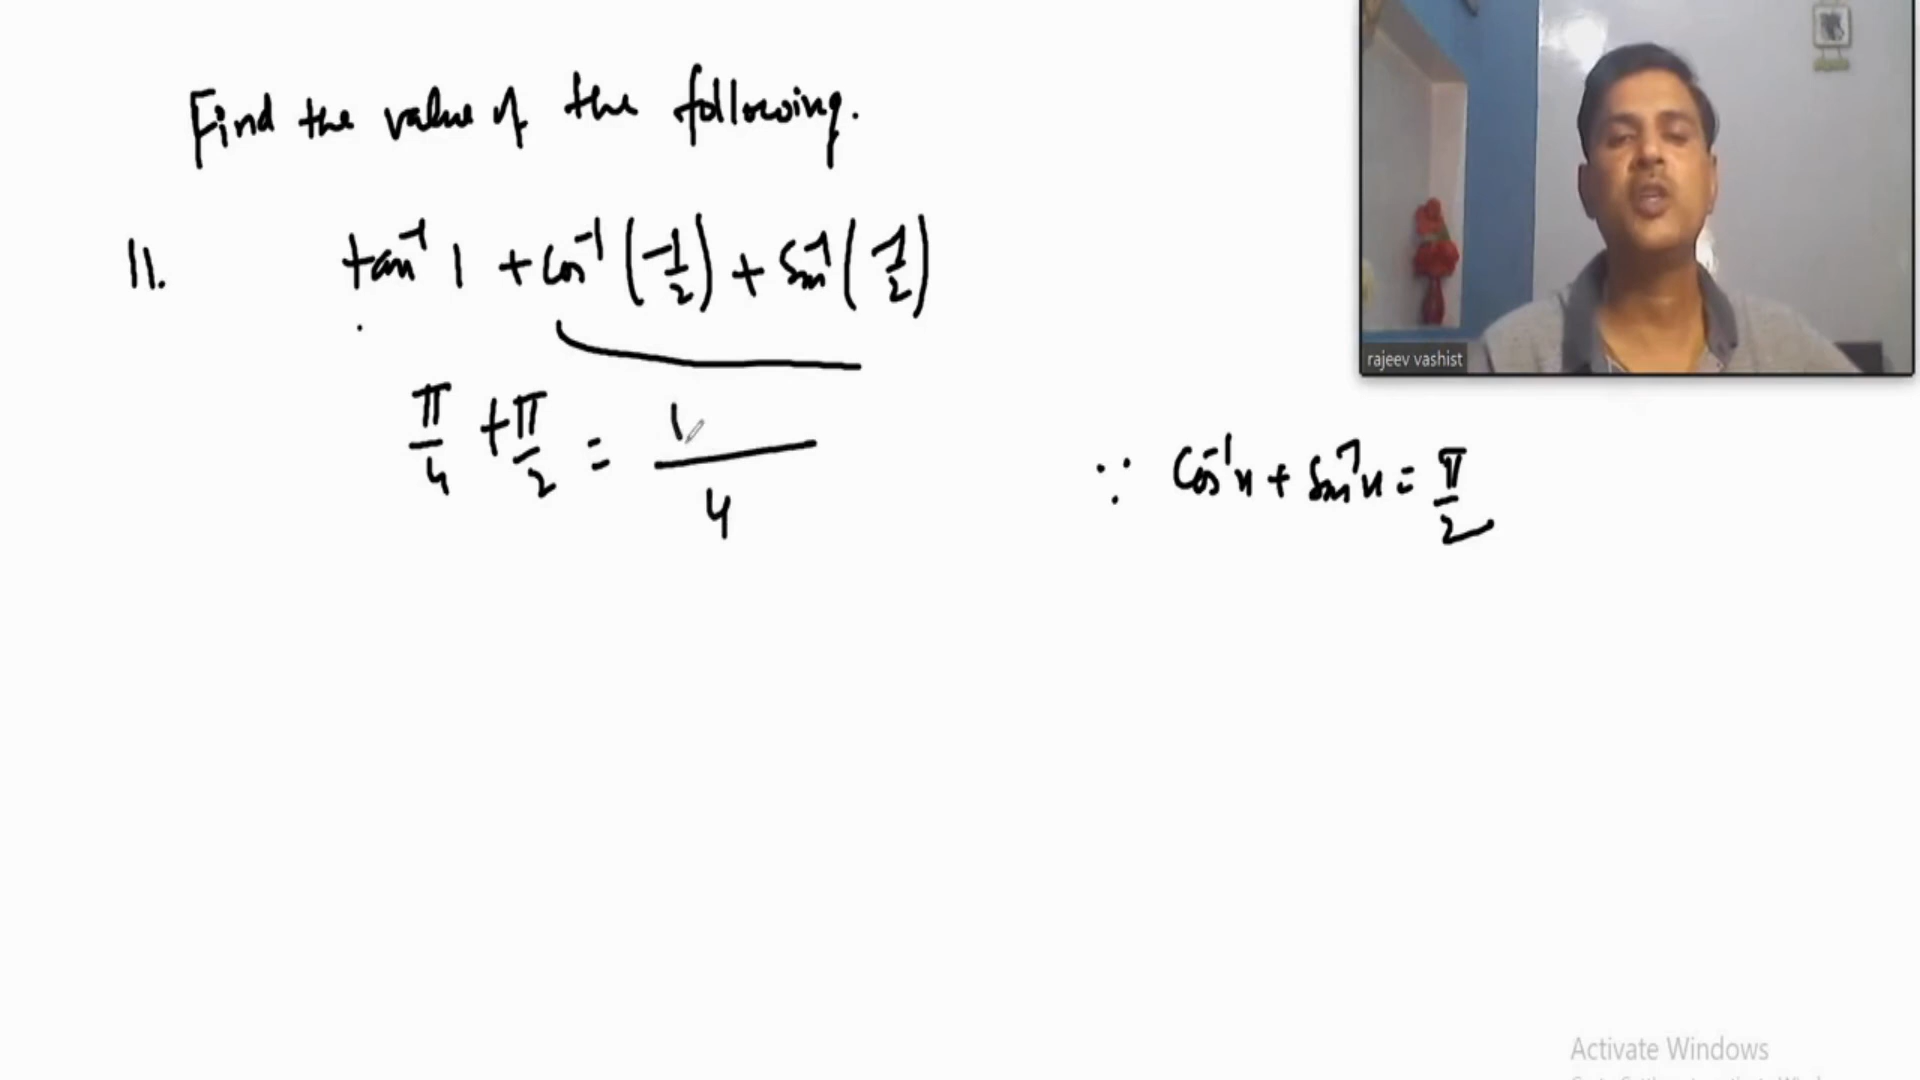 Find the value of the following.
11. tan⁻¹ 1 + cos⁻¹ (-1/2) + sin⁻¹ (-1/2)
π/4 + π/2 = /4
∵ cos⁻¹x + sin⁻¹x = π/2
rajeev vashist
Activate Windows